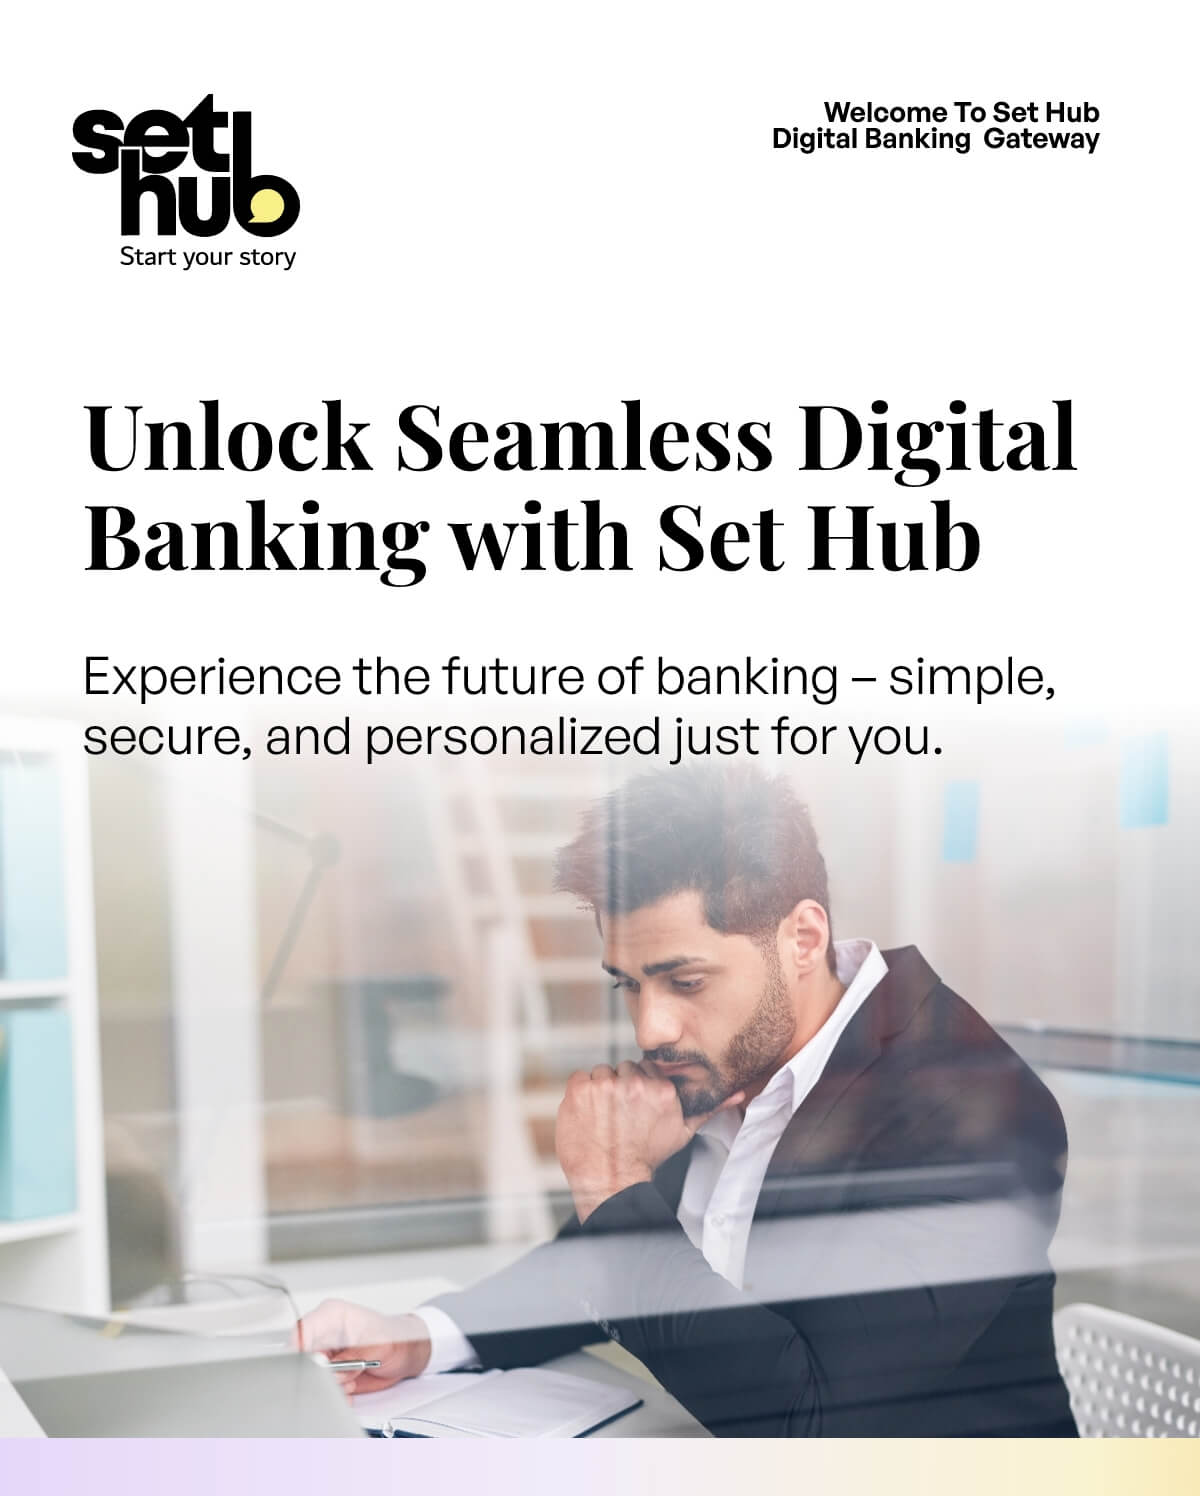 set
hub
Start your story
Welcome To Set Hub
Digital Banking Gateway
Unlock Seamless Digital
Banking with Set Hub
Experience the future of banking – simple,
secure, and personalized just for you.